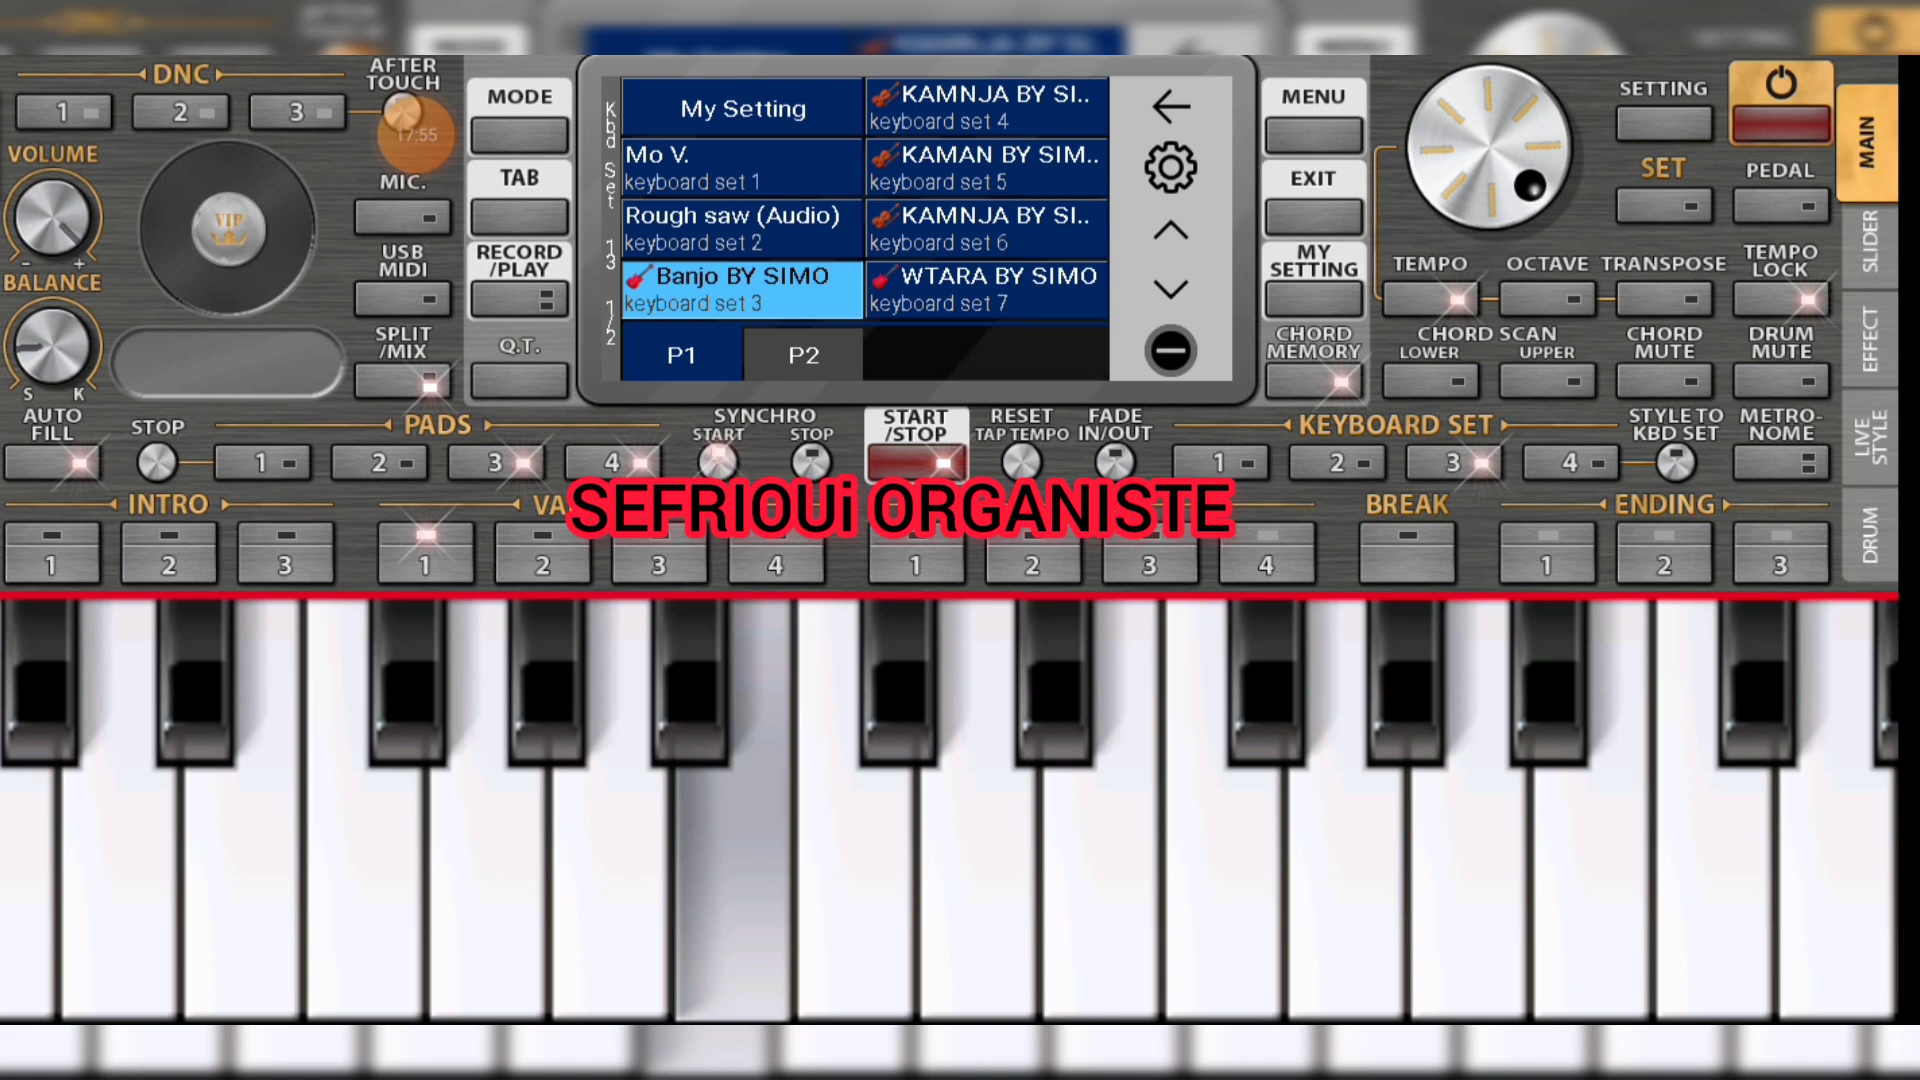 DNC
AFTER
TOUCH
1
2
3
17:55
VOLUME
- +
VIP
MIC.
USB
MIDI
BALANCE
S K
SPLIT
/MIX
MODE
TAB
RECORD
/PLAY
Q.T.
Kbd Set 13 1/2
My Setting
Mo V.
keyboard set 1
Rough saw (Audio)
keyboard set 2
Banjo BY SIMO
keyboard set 3
KAMNJA BY SI..
keyboard set 4
KAMAN BY SIM..
keyboard set 5
KAMNJA BY SI..
keyboard set 6
WTARA BY SIMO
keyboard set 7
P1
P2
MENU
EXIT
MY
SETTING
CHORD
MEMORY
SETTING
SET
PEDAL
TEMPO
OCTAVE
TRANSPOSE
TEMPO
LOCK
CHORD SCAN
LOWER
UPPER
CHORD
MUTE
DRUM
MUTE
MAIN
SLIDER
EFFECT
LIVE
STYLE
DRUM
AUTO
FILL
STOP
PADS
1
2
3
4
SYNCHRO
START
STOP
START
/STOP
RESET
TAP TEMPO
FADE
IN/OUT
KEYBOARD SET
1
2
3
4
STYLE TO
KBD SET
METRO-
NOME
SEFRIOUi ORGANISTE
INTRO
1
2
3
VA
1
2
3
4
1
2
3
4
BREAK
ENDING
1
2
3